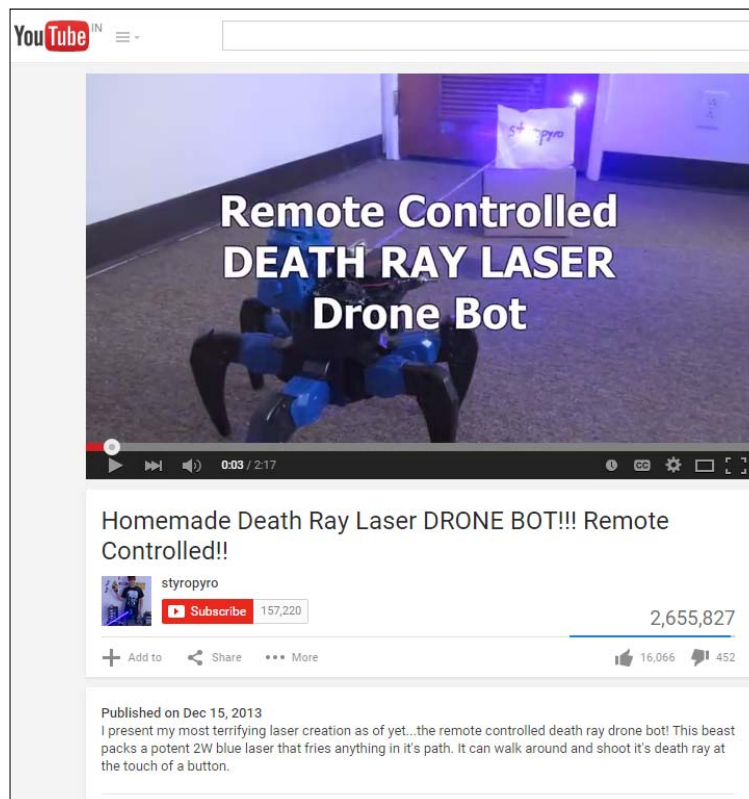 YouTube IN
styropyro
Remote Controlled
DEATH RAY LASER
Drone Bot
0:03 / 2:17
CC
Homemade Death Ray Laser DRONE BOT!!! Remote
Controlled!!
styropyro
Subscribe 157,220
2,655,827
Add to Share More 16,066 452
Published on Dec 15, 2013
I present my most terrifying laser creation as of yet...the remote controlled death ray drone bot! This beast
packs a potent 2W blue laser that fries anything in it's path. It can walk around and shoot it's death ray at
the touch of a button.